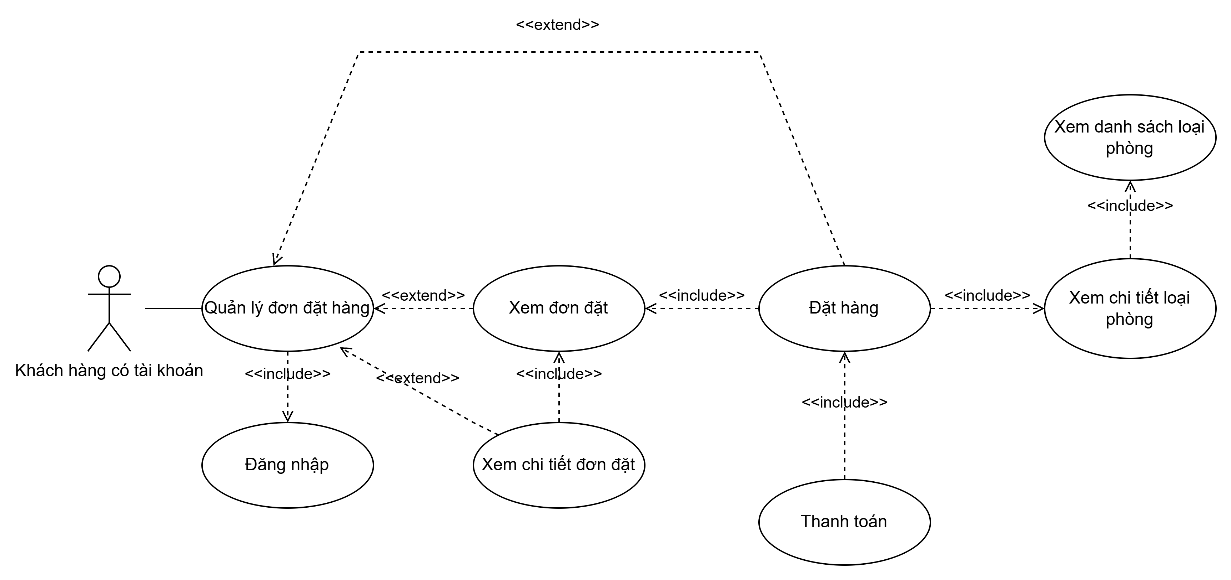 <<extend>>
Xem danh sách loại
phòng
<<include>>
Quản lý đơn đặt hàng
<<extend>>
Xem đơn đặt
<<include>>
Đặt hàng
<<include>>
Xem chi tiết loại
phòng
Khách hàng có tài khoản
<<include>>
<<extend>>
<<include>>
<<include>>
Đăng nhập
Xem chi tiết đơn đặt
Thanh toán